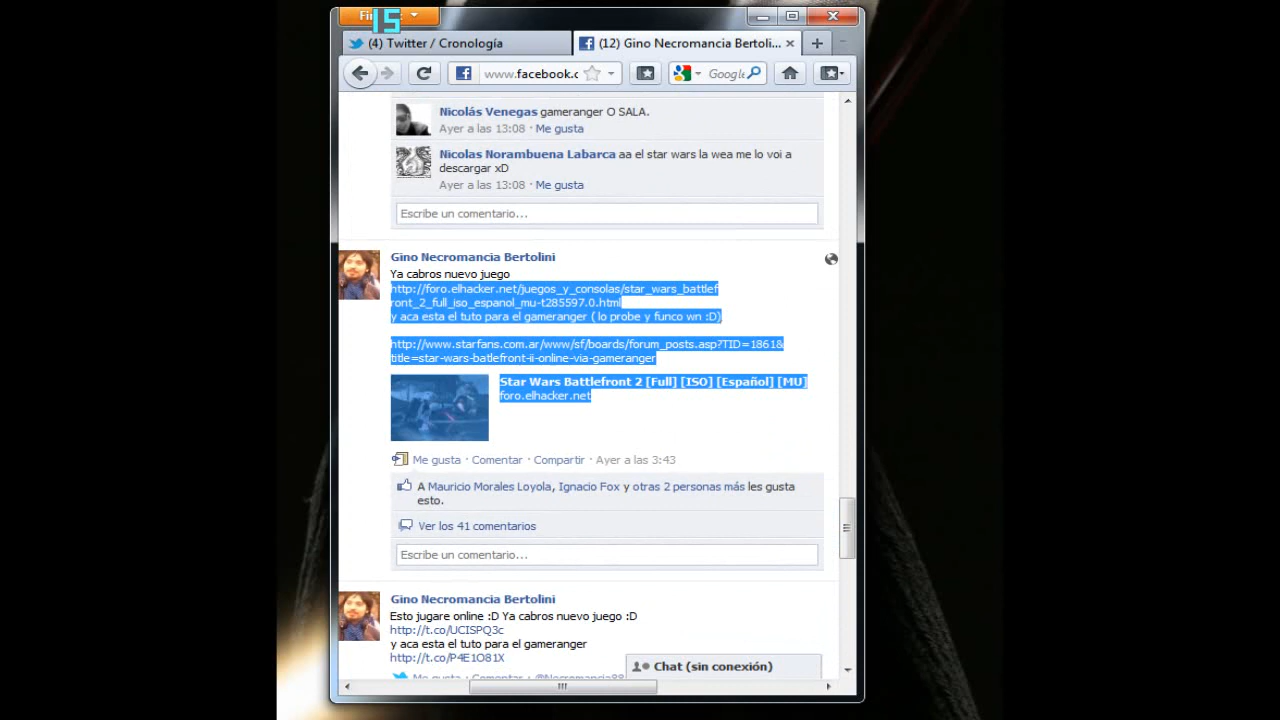 15
(4) Twitter / Cronología
(12) Gino Necromancia Bertoli...
www.facebook.c
Google
Nicolás Venegas gameranger O SALA.
Ayer a las 13:08 · Me gusta
Nicolas Norambuena Labarca aa el star wars la wea me lo voi a
descargar xD
Ayer a las 13:08 · Me gusta
Escribe un comentario...
Gino Necromancia Bertolini
Ya cabros nuevo juego
http://foro.elhacker.net/juegos_y_consolas/star_wars_battlef
ront_2_full_iso_espanol_mu-t285597.0.html
y aca esta el tuto para el gameranger ( lo probe y funco wn :D)
http://www.starfans.com.ar/www/sf/boards/forum_posts.asp?TID=1861&
title=star-wars-batlefront-ii-online-via-gameranger
Star Wars Battlefront 2 [Full] [ISO] [Español] [MU]
foro.elhacker.net
Me gusta · Comentar · Compartir · Ayer a las 3:43
A Mauricio Morales Loyola, Ignacio Fox y otras 2 personas más les gusta
esto.
Ver los 41 comentarios
Escribe un comentario...
Gino Necromancia Bertolini
Esto jugare online :D Ya cabros nuevo juego :D
http://t.co/UCISPQ3c
y aca esta el tuto para el gameranger
http://t.co/P4E1O81X
Chat (sin conexión)
Me gusta · Comentar · @Necromancia88